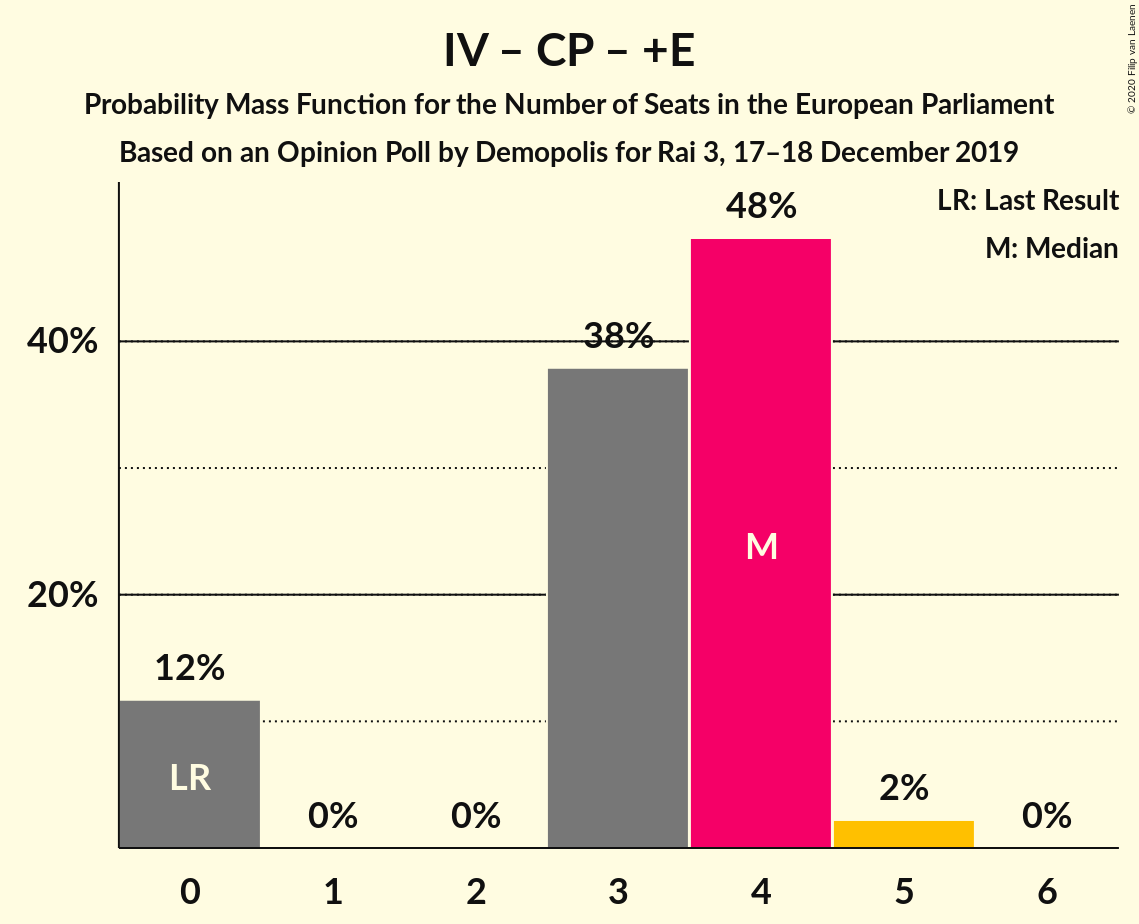 IV – CP – +E
Probability Mass Function for the Number of Seats in the European Parliament
Based on an Opinion Poll by Demopolis for Rai 3, 17–18 December 2019
© 2020 Filip van Laenen
LR: Last Result
M: Median
48%
40%
38%
M
20%
12%
LR
0%
0%
2%
0%
0 1 2 3 4 5 6